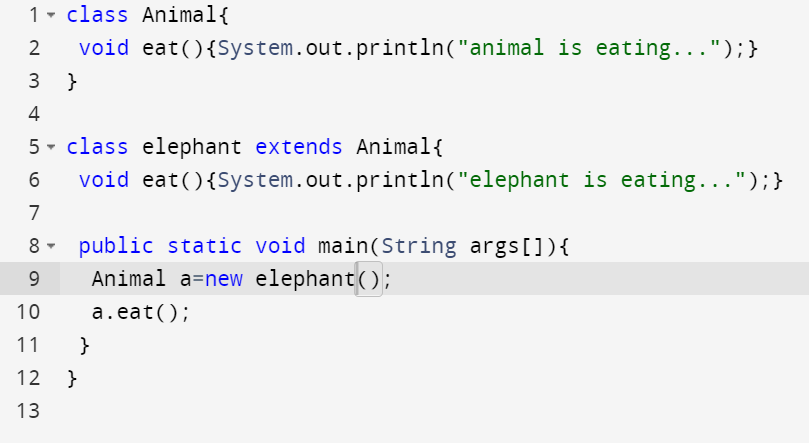 1 class Animal{
2 void eat(){System.out.println("animal is eating...");}
3 }
4
5 class elephant extends Animal{
6 void eat(){System.out.println("elephant is eating...");}
7
8 public static void main(String args[]){
9 Animal a=new elephant();
10 a.eat();
11 }
12 }
13